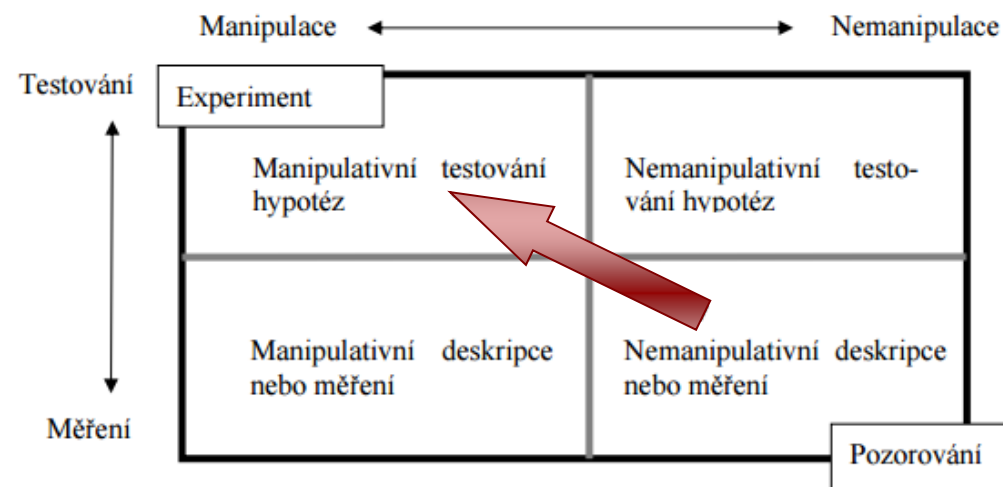 Manipulace
Nemanipulace
Testování
Experiment
Manipulativní testování
hypotéz
Nemanipulativní testo-
vání hypotéz
Manipulativní deskripce
nebo měření
Nemanipulativní deskripce
nebo měření
Měření
Pozorování